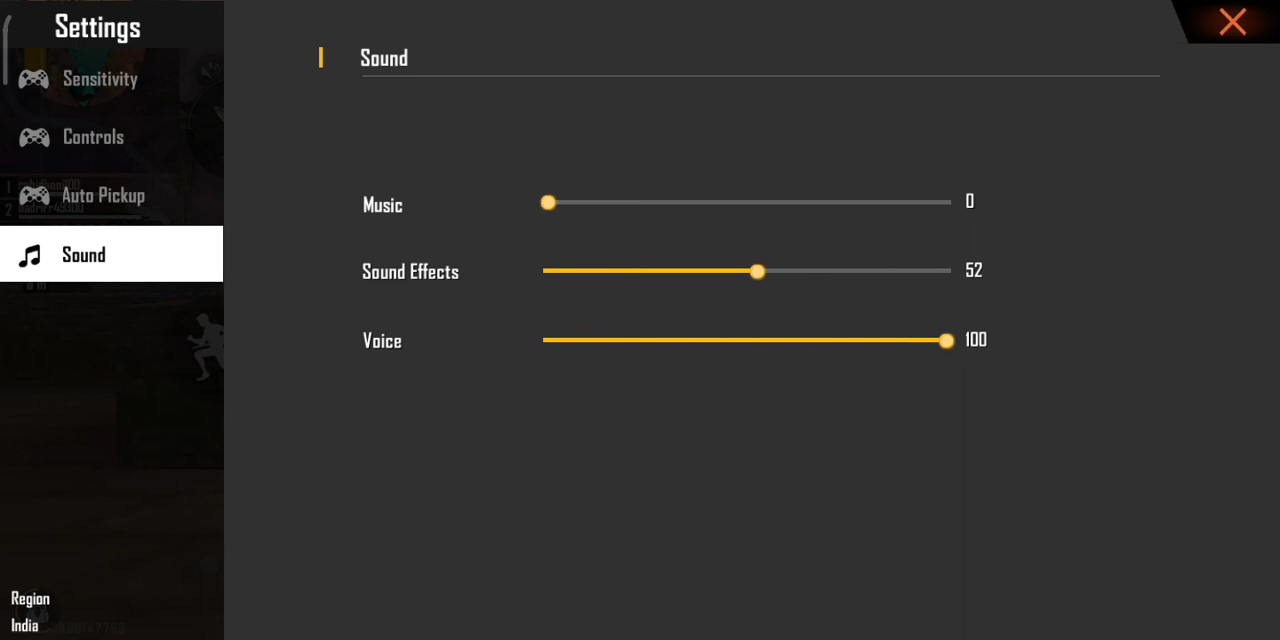 Settings
Sensitivity
Controls
Auto Pickup
Sound
Region
India
Sound
Music
0
Sound Effects
52
Voice
100